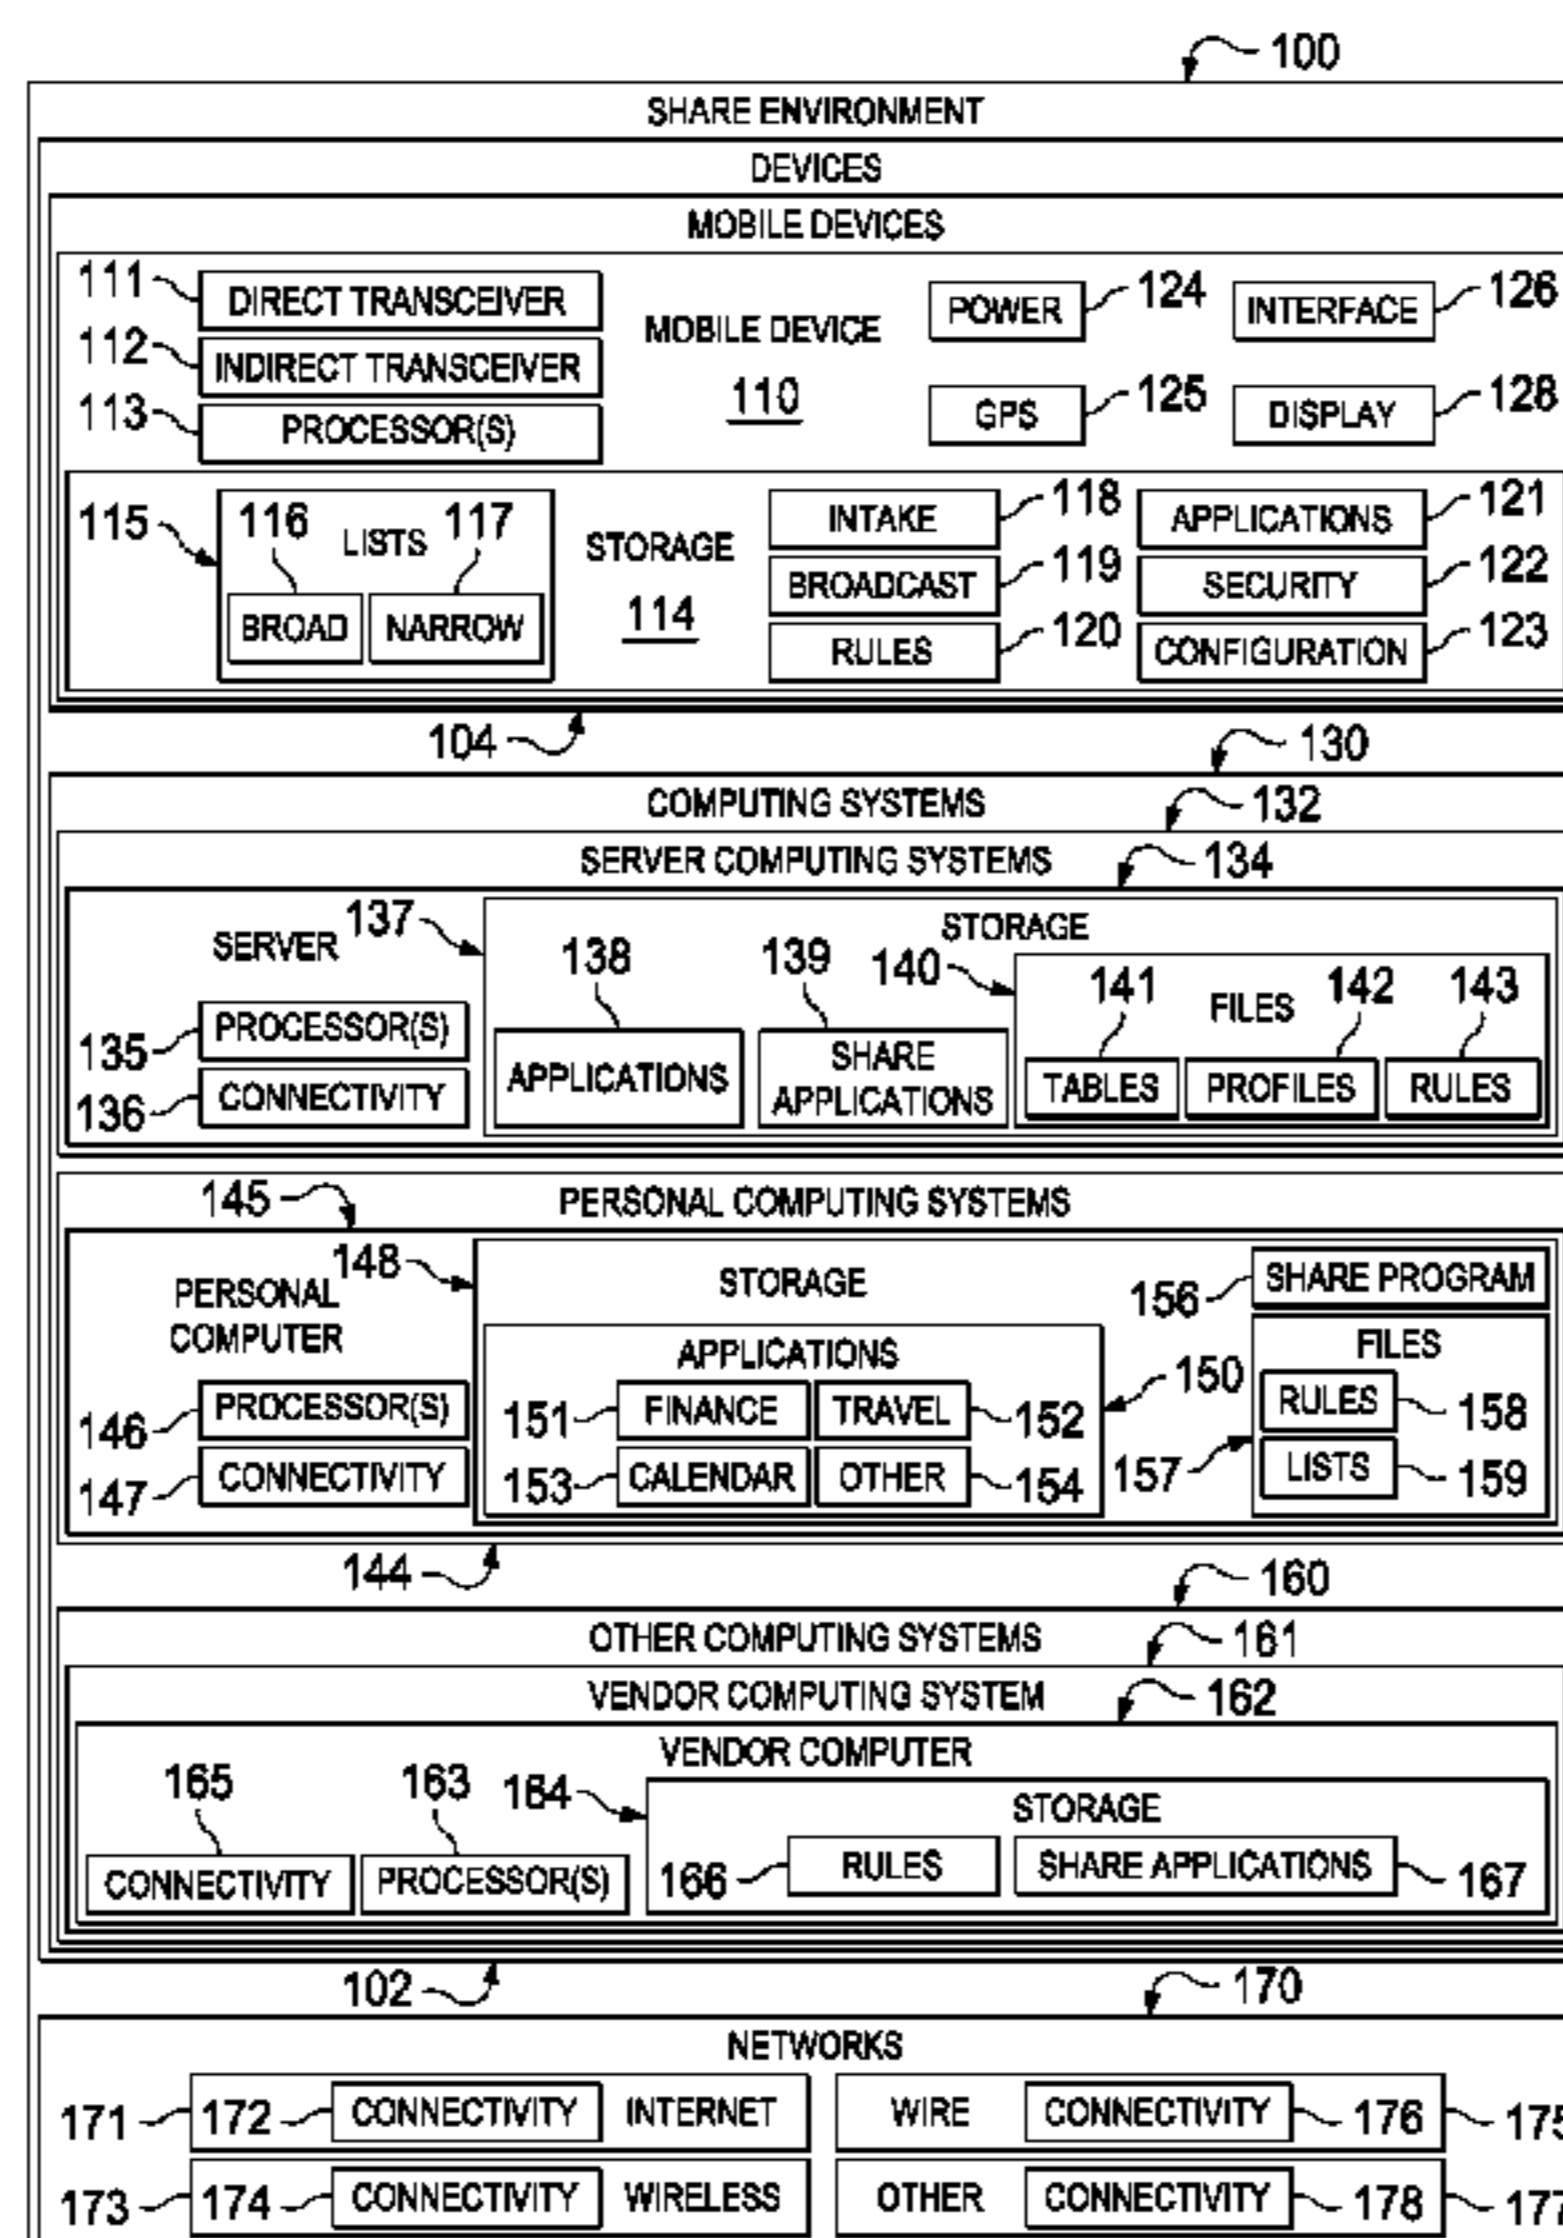 100
SHARE ENVIRONMENT
DEVICES
MOBILE DEVICES
111 DIRECT TRANSCEIVER MOBILE DEVICE POWER 124 INTERFACE 126
112 INDIRECT TRANSCEIVER 110 GPS 125 DISPLAY 128
113 PROCESSOR(S)
115 116 LISTS 117 STORAGE INTAKE 118 APPLICATIONS 121
BROADCAST 119 SECURITY 122
BROAD NARROW 114 RULES 120 CONFIGURATION 123
104 130
COMPUTING SYSTEMS 132
SERVER COMPUTING SYSTEMS 134
SERVER 137 STORAGE
138 139 140 141 FILES 142 143
135 PROCESSOR(S) APPLICATIONS SHARE TABLES PROFILES RULES
136 CONNECTIVITY APPLICATIONS
145 PERSONAL COMPUTING SYSTEMS
PERSONAL 148 STORAGE 156 SHARE PROGRAM
COMPUTER APPLICATIONS 150 FILES
146 PROCESSOR(S) 151 FINANCE TRAVEL 152 RULES 158
147 CONNECTIVITY 153 CALENDAR OTHER 154 157 LISTS 159
144 160
OTHER COMPUTING SYSTEMS 161
VENDOR COMPUTING SYSTEM 162
VENDOR COMPUTER
165 163 164 STORAGE
CONNECTIVITY PROCESSOR(S) 166 RULES SHARE APPLICATIONS 167
102 170
NETWORKS
171 172 CONNECTIVITY INTERNET WIRE CONNECTIVITY 176 175
173 174 CONNECTIVITY WIRELESS OTHER CONNECTIVITY 178 177